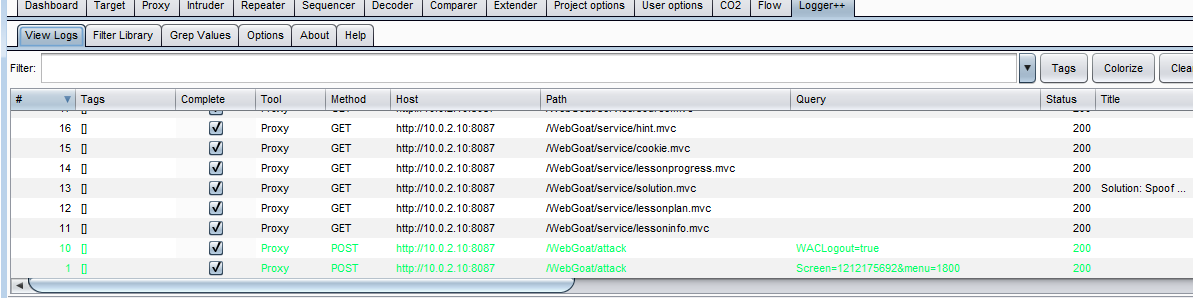 Dashboard Target Proxy Intruder Repeater Sequencer Decoder Comparer Extender Project options User options CO2 Flow Logger++
View Logs Filter Library Grep Values Options About Help
Filter: Tags Colorize Clea
# Tags Complete Tool Method Host Path Query Status Title
16 [] Proxy GET http://10.0.2.10:8087 /WebGoat/service/hint.mvc 200
15 [] Proxy GET http://10.0.2.10:8087 /WebGoat/service/cookie.mvc 200
14 [] Proxy GET http://10.0.2.10:8087 /WebGoat/service/lessonprogress.mvc 200
13 [] Proxy GET http://10.0.2.10:8087 /WebGoat/service/solution.mvc 200 Solution: Spoof ...
12 [] Proxy GET http://10.0.2.10:8087 /WebGoat/service/lessonplan.mvc 200
11 [] Proxy GET http://10.0.2.10:8087 /WebGoat/service/lessoninfo.mvc 200
10 [] Proxy POST http://10.0.2.10:8087 /WebGoat/attack WACLogout=true 200
1 [] Proxy POST http://10.0.2.10:8087 /WebGoat/attack Screen=1212175692&menu=1800 200